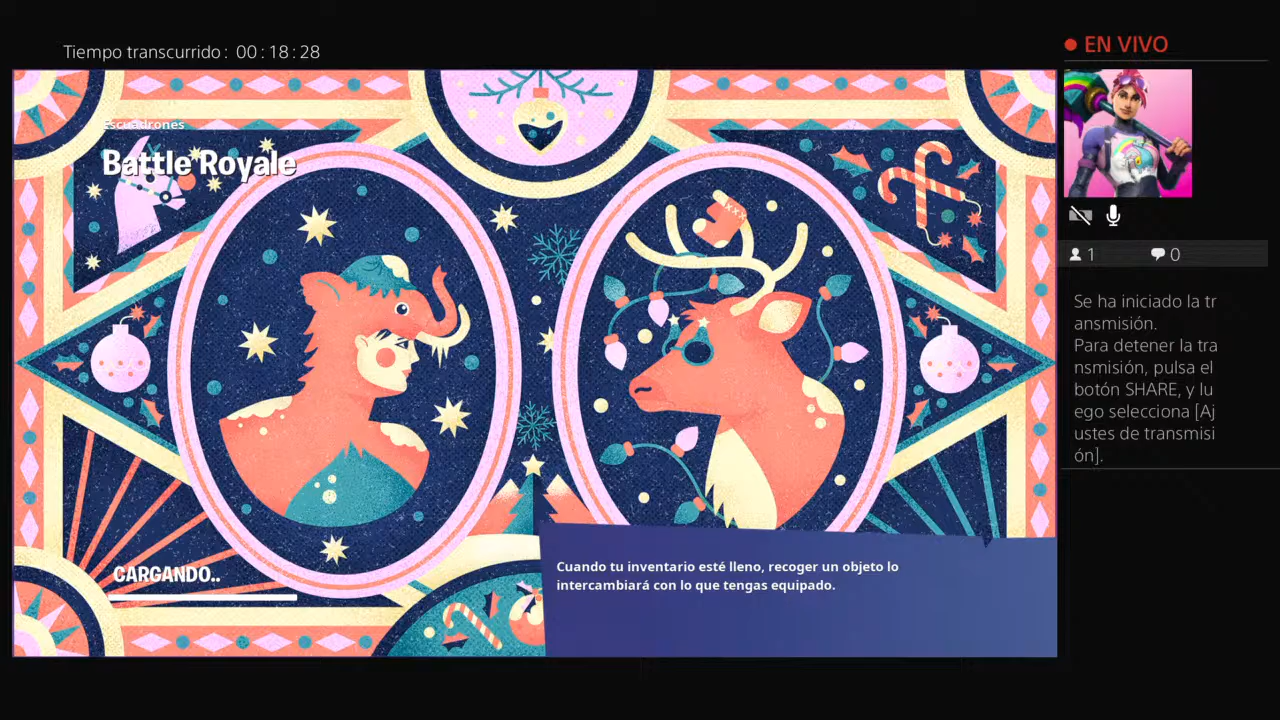 Tiempo transcurrido: 00:18:28
EN VIVO
Escuadrones
Battle Royale
1
0
Se ha iniciado la tr
ansmisión.
Para detener la tra
nsmisión, pulsa el
botón SHARE, y lu
ego selecciona [Aj
ustes de transmisi
ón].
CARGANDO..
Cuando tu inventario esté lleno, recoger un objeto lo
intercambiará con lo que tengas equipado.